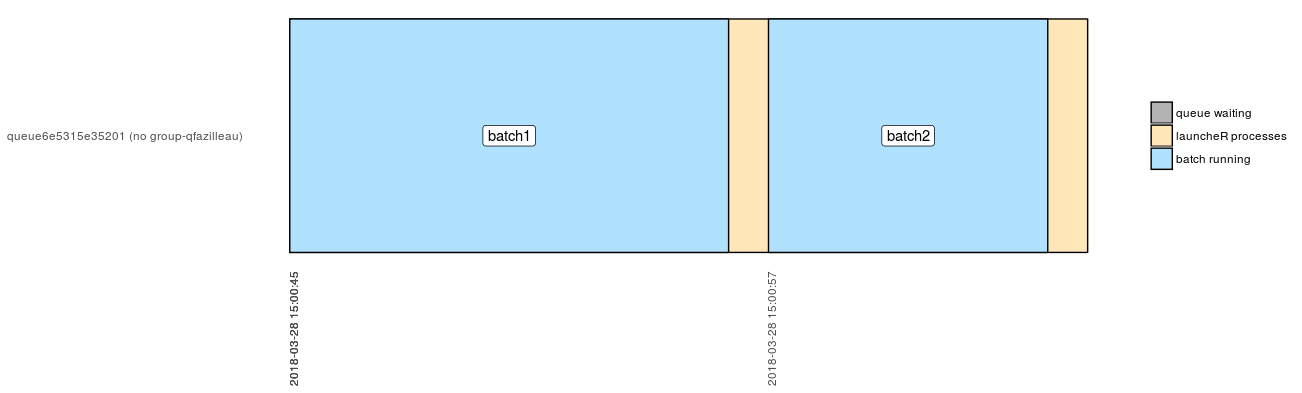 queue6e5315e35201 (no group-qfazilleau)
batch1
batch2
2018-03-28 15:00:45
2018-03-28 15:00:57
queue waiting
launcheR processes
batch running